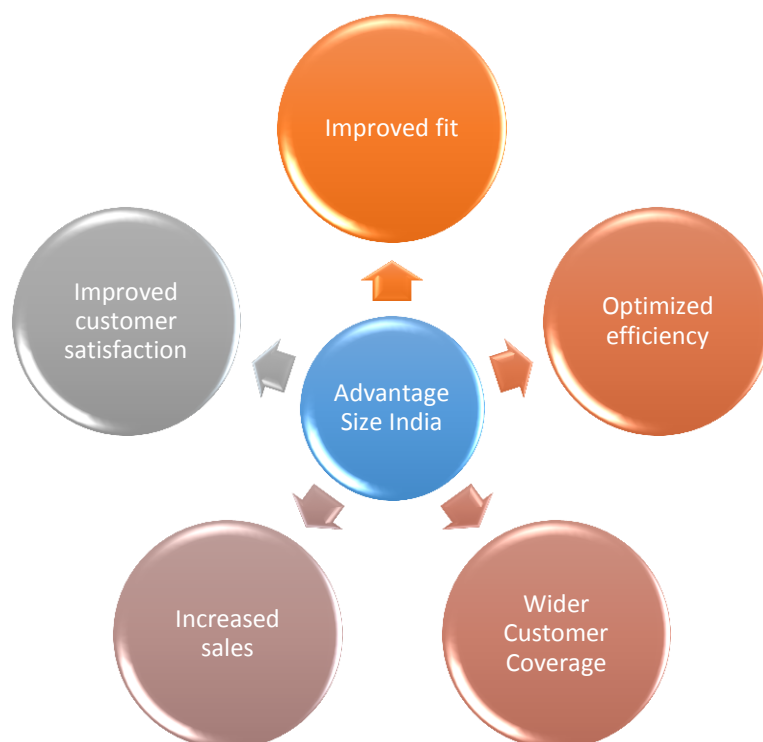 Improved fit
Optimized
efficiency
Wider
Customer
Coverage
Increased
sales
Improved
customer
satisfaction
Advantage
Size India